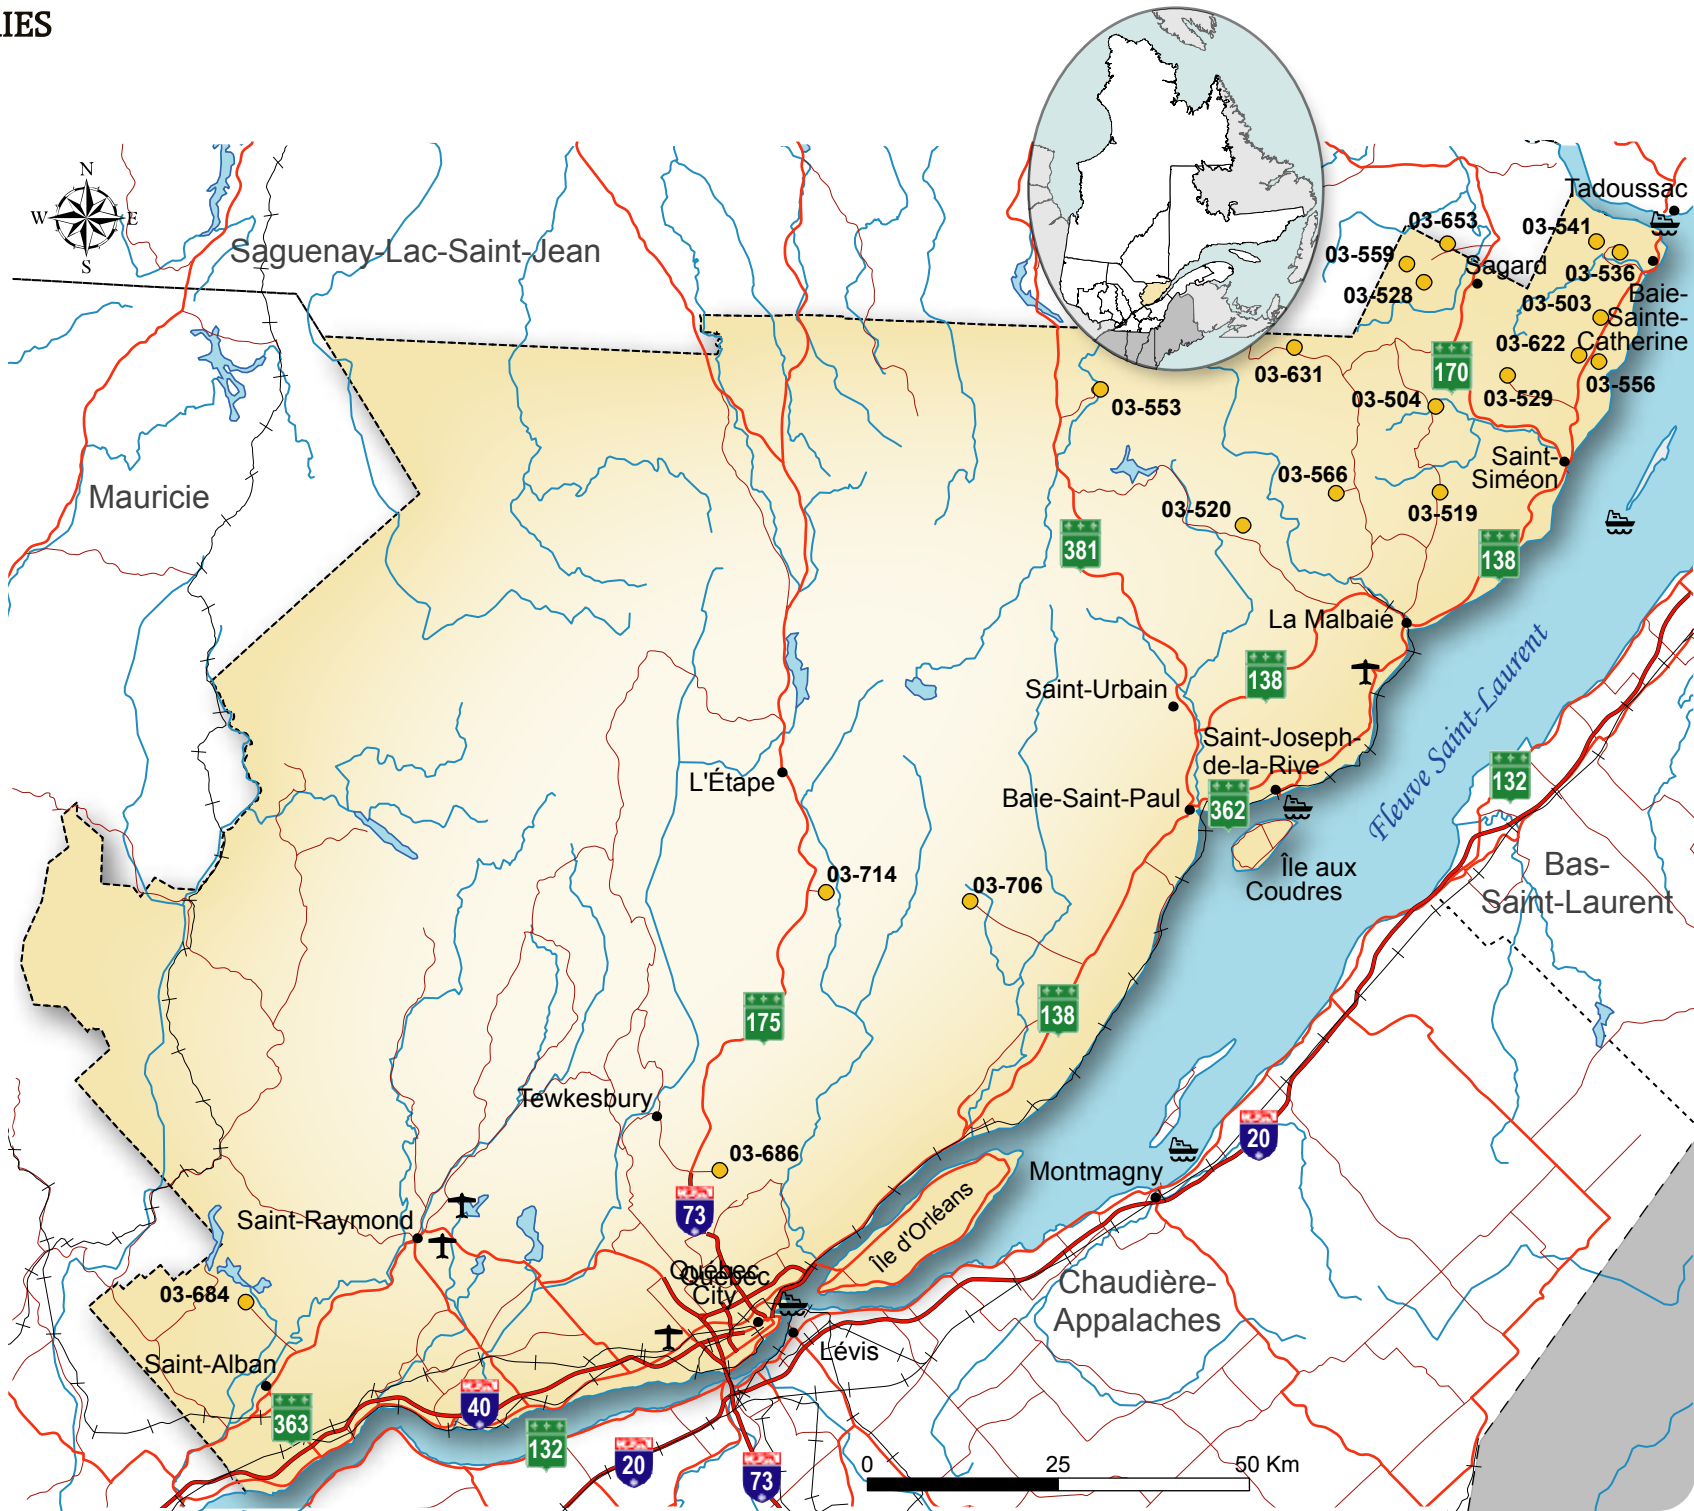 IES
N
W
E
S
Saguenay-Lac-Saint-Jean
Mauricie
Tadoussac
03-653
03-541
03-559
Sagard
03-536
03-528
03-503
Baie-
Sainte-
Catherine
03-622
03-631
170
03-556
03-529
03-504
03-553
Saint-
Siméon
03-566
03-520
03-519
381
138
La Malbaie
138
Saint-Urbain
Fleuve Saint-Laurent
Saint-Joseph-
de-la-Rive
L'Étape
132
Baie-Saint-Paul
362
Île aux
Coudres
Bas-
Saint-Laurent
03-714
03-706
175
138
Tewkesbury
20
03-686
Montmagny
73
Saint-Raymond
Île d'Orléans
Québec
Québec
City
03-684
Chaudière-
Appalaches
Lévis
Saint-Alban
363
40
132
20
73
0
25
50 Km